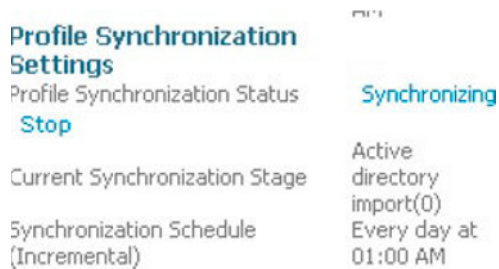 AM
Profile Synchronization
Settings
Profile Synchronization Status Synchronizing
Stop
Current Synchronization Stage Active directory import(0)
Synchronization Schedule (Incremental) Every day at 01:00 AM